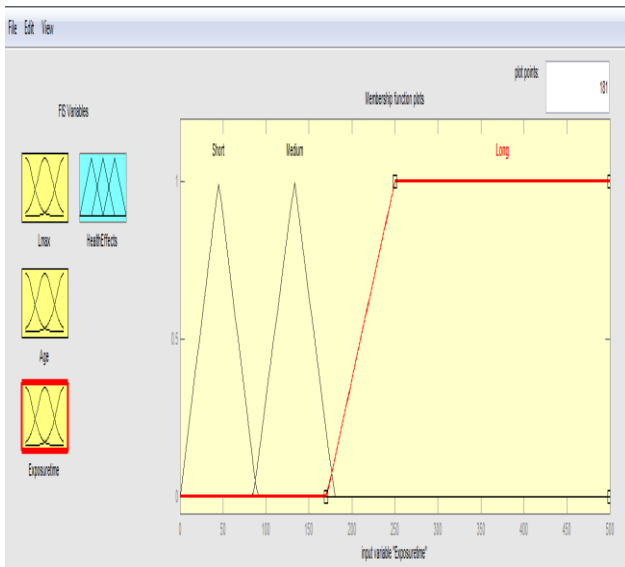 File Edit View
plot points:
181
Membership function plots
FIS Variables
Short Medium Long
1
Lmax HealthEffects
0.5
Age
Exposuretime
0
0 50 100 150 200 250 300 350 400 450 500
input variable "Exposuretime"